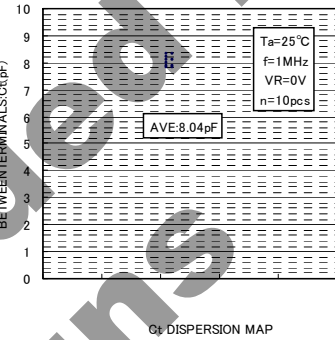 BETWEENTERMINALS:Ct(pF)
10
9
8
7
6
5
4
3
2
1
0
Ta=25°C
f=1MHz
VR=0V
n=10pcs
AVE:8.04pF
Ct DISPERSION MAP